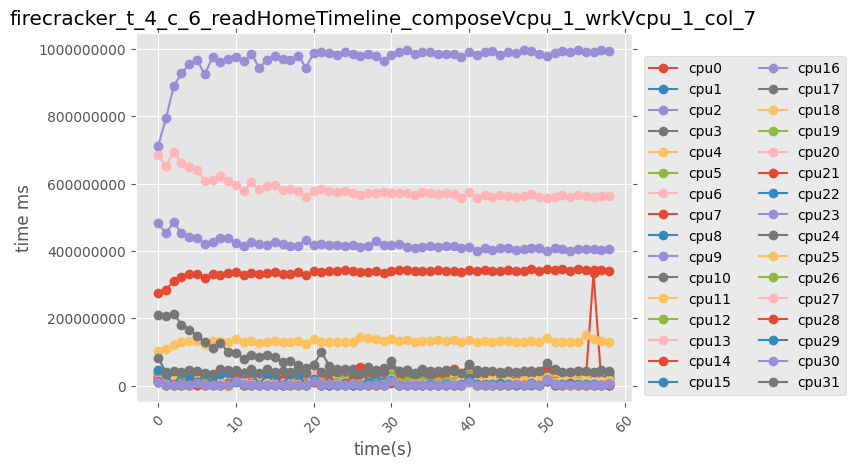 firecracker_t_4_c_6_readHomeTimeline_composeVcpu_1_wrkVcpu_1_col_7
1000000000
800000000
600000000
400000000
200000000
0
time ms
0
10
20
30
40
50
60
time(s)
cpu0
cpu1
cpu2
cpu3
cpu4
cpu5
cpu6
cpu7
cpu8
cpu9
cpu10
cpu11
cpu12
cpu13
cpu14
cpu15
cpu16
cpu17
cpu18
cpu19
cpu20
cpu21
cpu22
cpu23
cpu24
cpu25
cpu26
cpu27
cpu28
cpu29
cpu30
cpu31